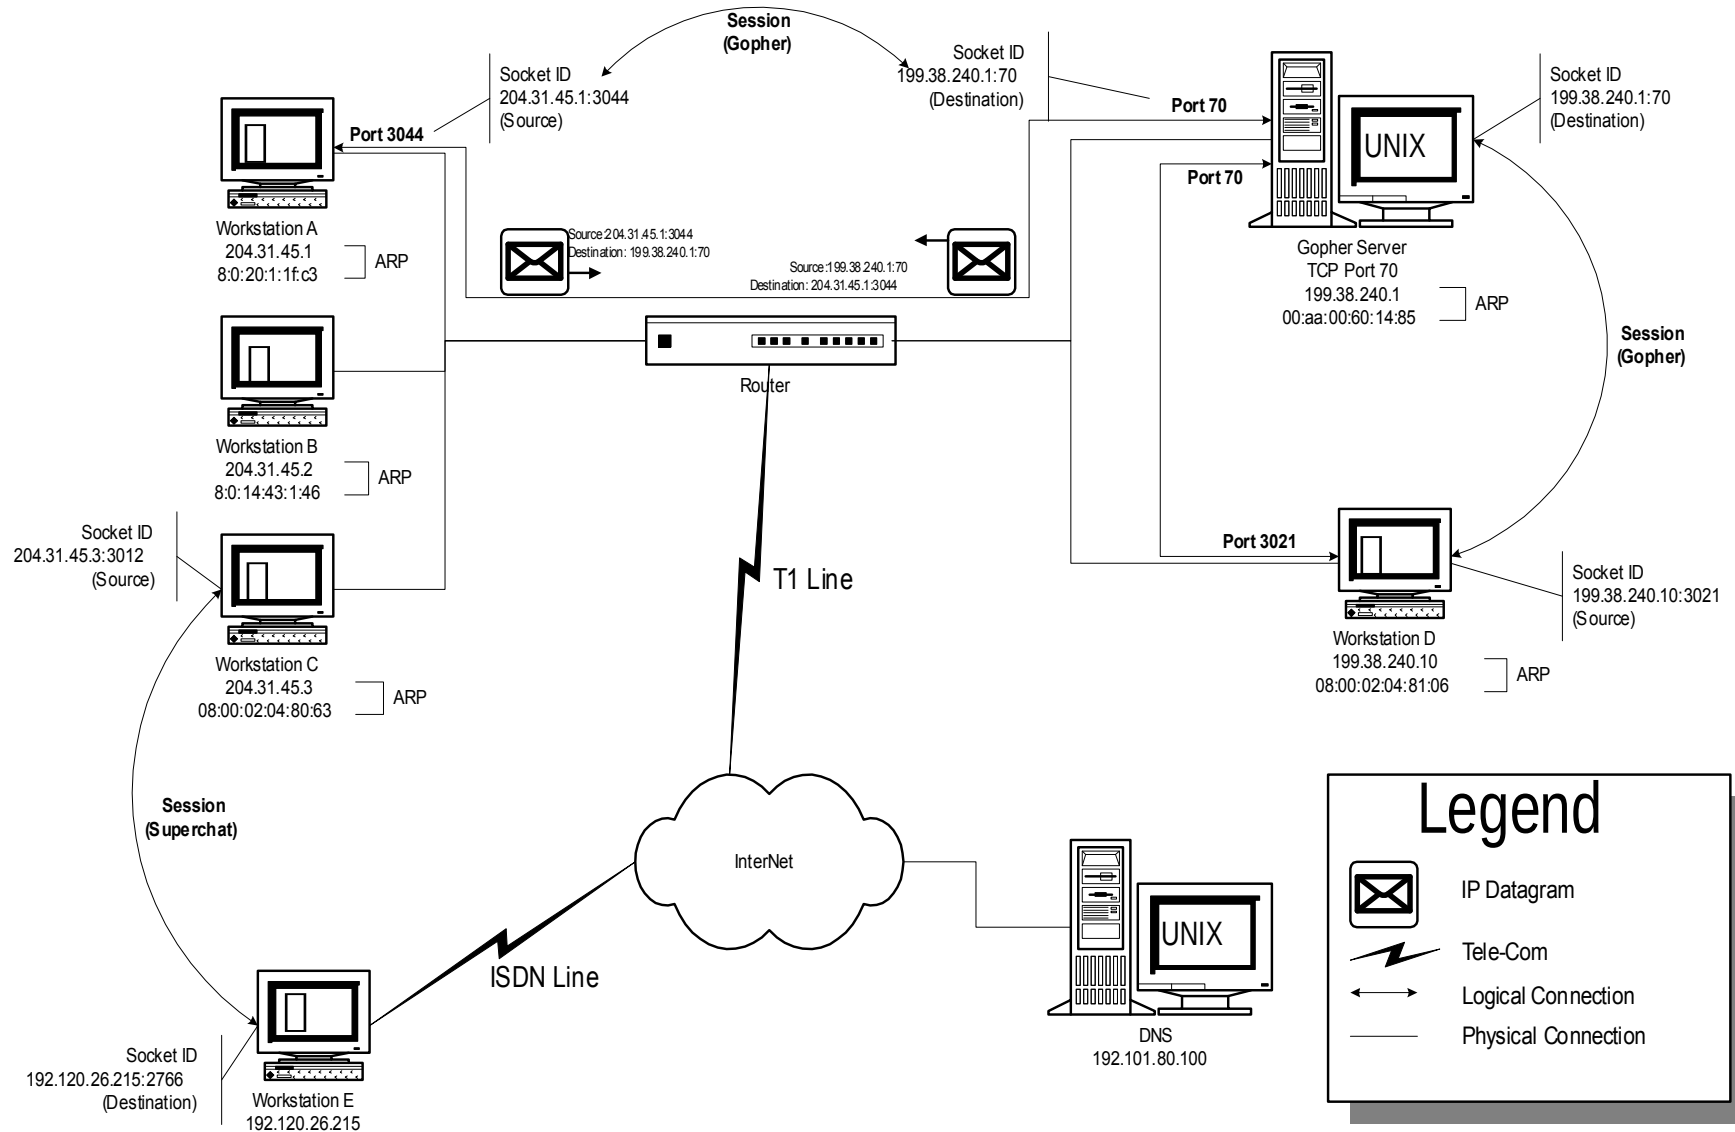 Session
(Gopher)
Socket ID
204.31.45.1:3044
(Source)
Socket ID
199.38.240.1:70
(Destination)
Socket ID
199.38.240.1:70
(Destination)
Port 3044
Port 70
Port 70
UNIX
Workstation A
204.31.45.1
8:0:20:1:1f:c3
ARP
Source:204.31.45.1:3044
Destination: 199.38.240.1:70
Source:199.38.240.1:70
Destination: 204.31.45.1:3044
Gopher Server
TCP Port 70
199.38.240.1
00:aa:00:60:14:85
ARP
Session
(Gopher)
Router
Workstation B
204.31.45.2
8:0:14:43:1:46
ARP
Socket ID
204.31.45.3:3012
(Source)
Port 3021
T1 Line
Socket ID
199.38.240.10:3021
(Source)
Workstation C
204.31.45.3
08:00:02:04:80:63
ARP
Workstation D
199.38.240.10
08:00:02:04:81:06
ARP
Session
(Superchat)
InterNet
ISDN Line
UNIX
DNS
192.101.80.100
Socket ID
192.120.26.215:2766
(Destination)
Workstation E
192.120.26.215
Legend
IP Datagram
Tele-Com
Logical Connection
Physical Connection